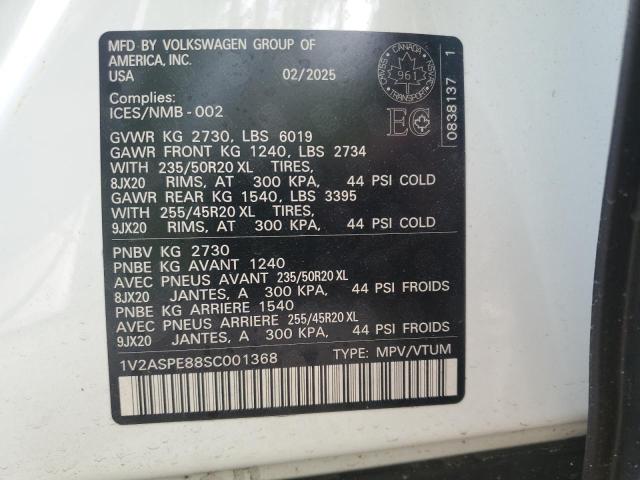 MFD BY VOLKSWAGEN GROUP OF
AMERICA, INC.
USA 02/2025
Complies:
ICES/NMB-002
GVWR KG 2730, LBS 6019
GAWR FRONT KG 1240, LBS 2734
WITH 235/50R20 XL TIRES,
8JX20 RIMS, AT 300 KPA, 44 PSI COLD
GAWR REAR KG 1540, LBS 3395
WITH 255/45R20 XL TIRES,
9JX20 RIMS, AT 300 KPA, 44 PSI COLD
PNBV KG 2730
PNBE KG AVANT 1240
AVEC PNEUS AVANT 235/50R20 XL
8JX20 JANTES, A 300 KPA, 44 PSI FROIDS
PNBE KG ARRIERE 1540
AVEC PNEUS ARRIERE 255/45R20 XL
9JX20 JANTES, A 300 KPA, 44 PSI FROIDS
1V2ASPE88SC001368 TYPE: MPV/VTUM
CANADA
961
TRANSPORT
CMVSS
NSVAC
EC
0838137 1